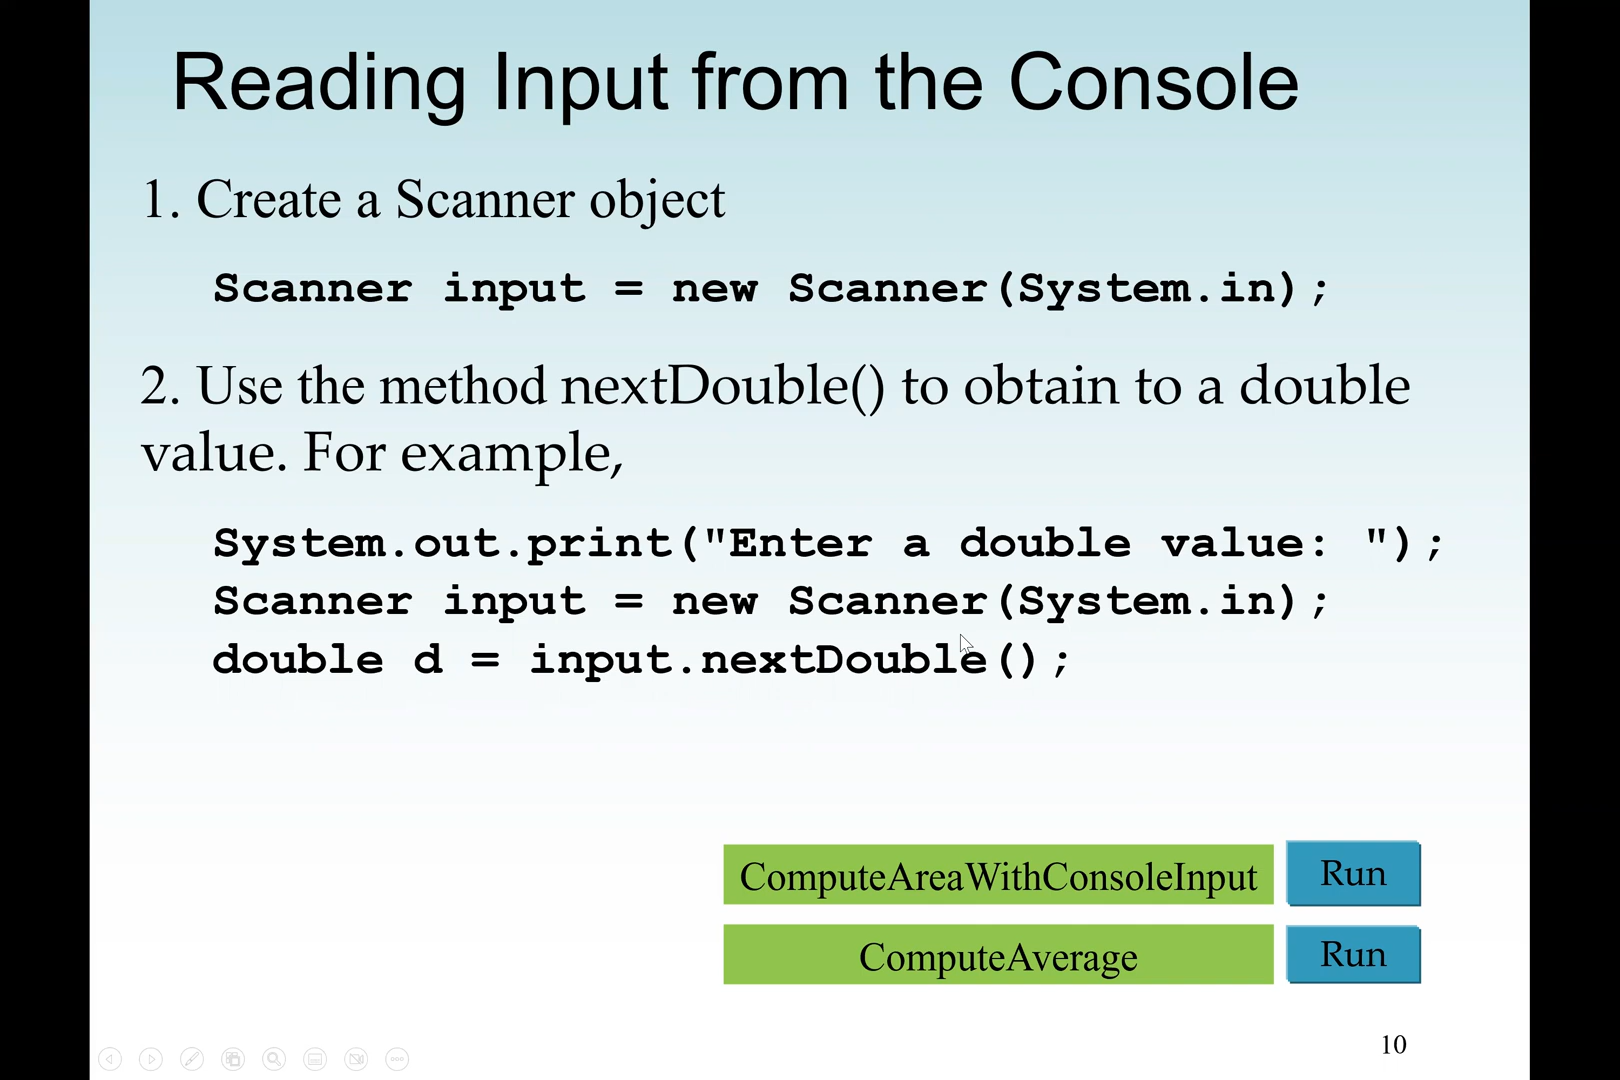 Reading Input from the Console
1. Create a Scanner object
Scanner input = new Scanner(System.in);
2. Use the method nextDouble() to obtain to a double
value. For example,
System.out.print("Enter a double value: ");
Scanner input = new Scanner(System.in);
double d = input.nextDouble();
ComputeAreaWithConsoleInput
Run
ComputeAverage
Run
10